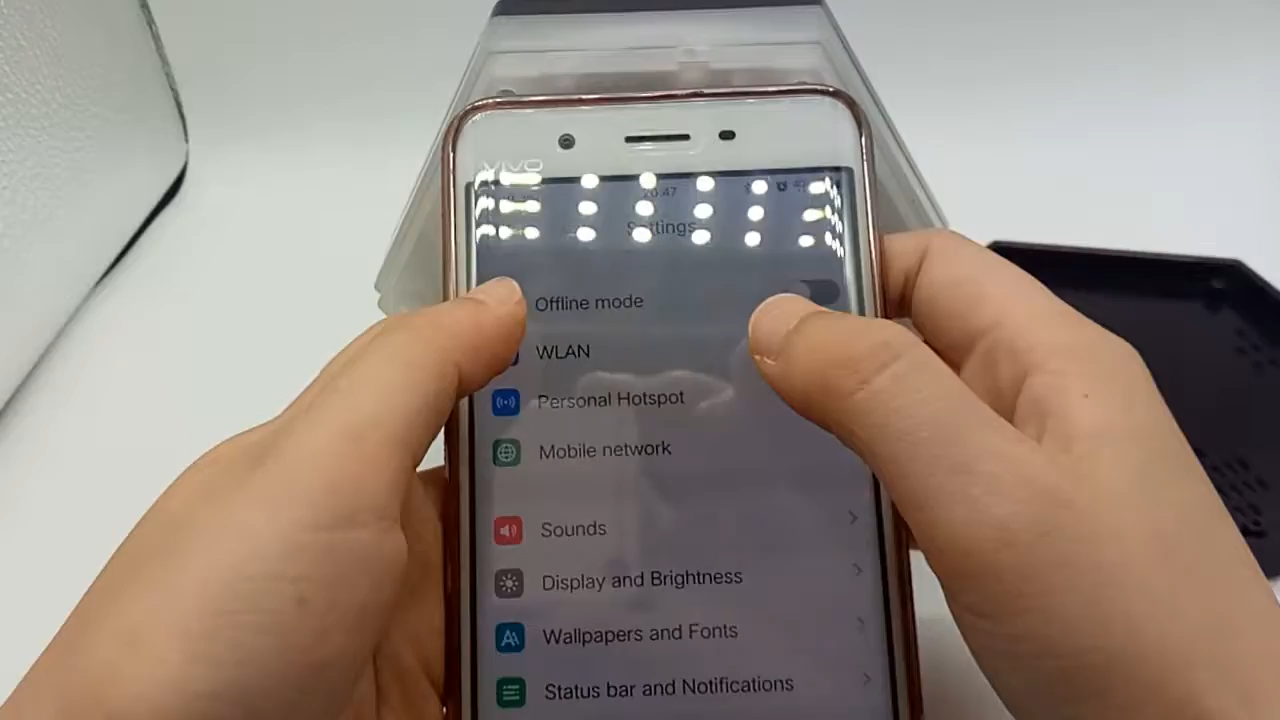 VIVO
Settings
Offline mode
WLAN
Personal Hotspot
Mobile network
Sounds
Display and Brightness
Wallpapers and Fonts
Status bar and Notifications